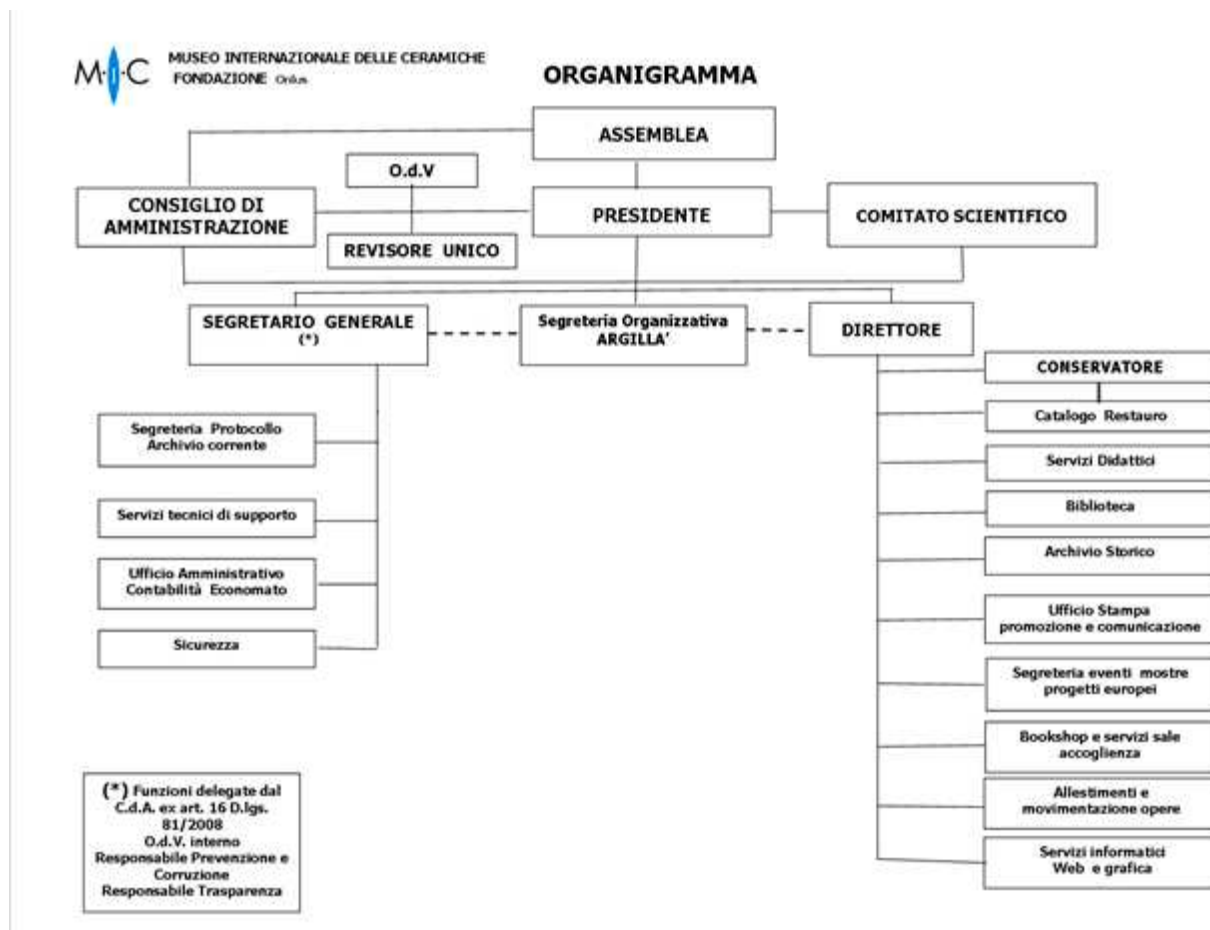 M·i·C
MUSEO INTERNAZIONALE DELLE CERAMICHE
FONDAZIONE Onlus
ORGANIGRAMMA
ASSEMBLEA
O.d.V
CONSIGLIO DI
AMMINISTRAZIONE
PRESIDENTE
COMITATO SCIENTIFICO
REVISORE UNICO
SEGRETARIO GENERALE
(*)
Segreteria Organizzativa
ARGILLA'
DIRETTORE
CONSERVATORE
Catalogo Restauro
Servizi Didattici
Biblioteca
Archivio Storico
Ufficio Stampa
promozione e comunicazione
Segreteria eventi mostre
progetti europei
Bookshop e servizi sale
accoglienza
Allestimenti e
movimentazione opere
Servizi informatici
Web e grafica
Segreteria Protocollo
Archivio corrente
Servizi tecnici di supporto
Ufficio Amministrativo
Contabilità Economato
Sicurezza
(*) Funzioni delegate dal
C.d.A. ex art. 16 D.lgs.
81/2008
O.d.V. interno
Responsabile Prevenzione e
Corruzione
Responsabile Trasparenza